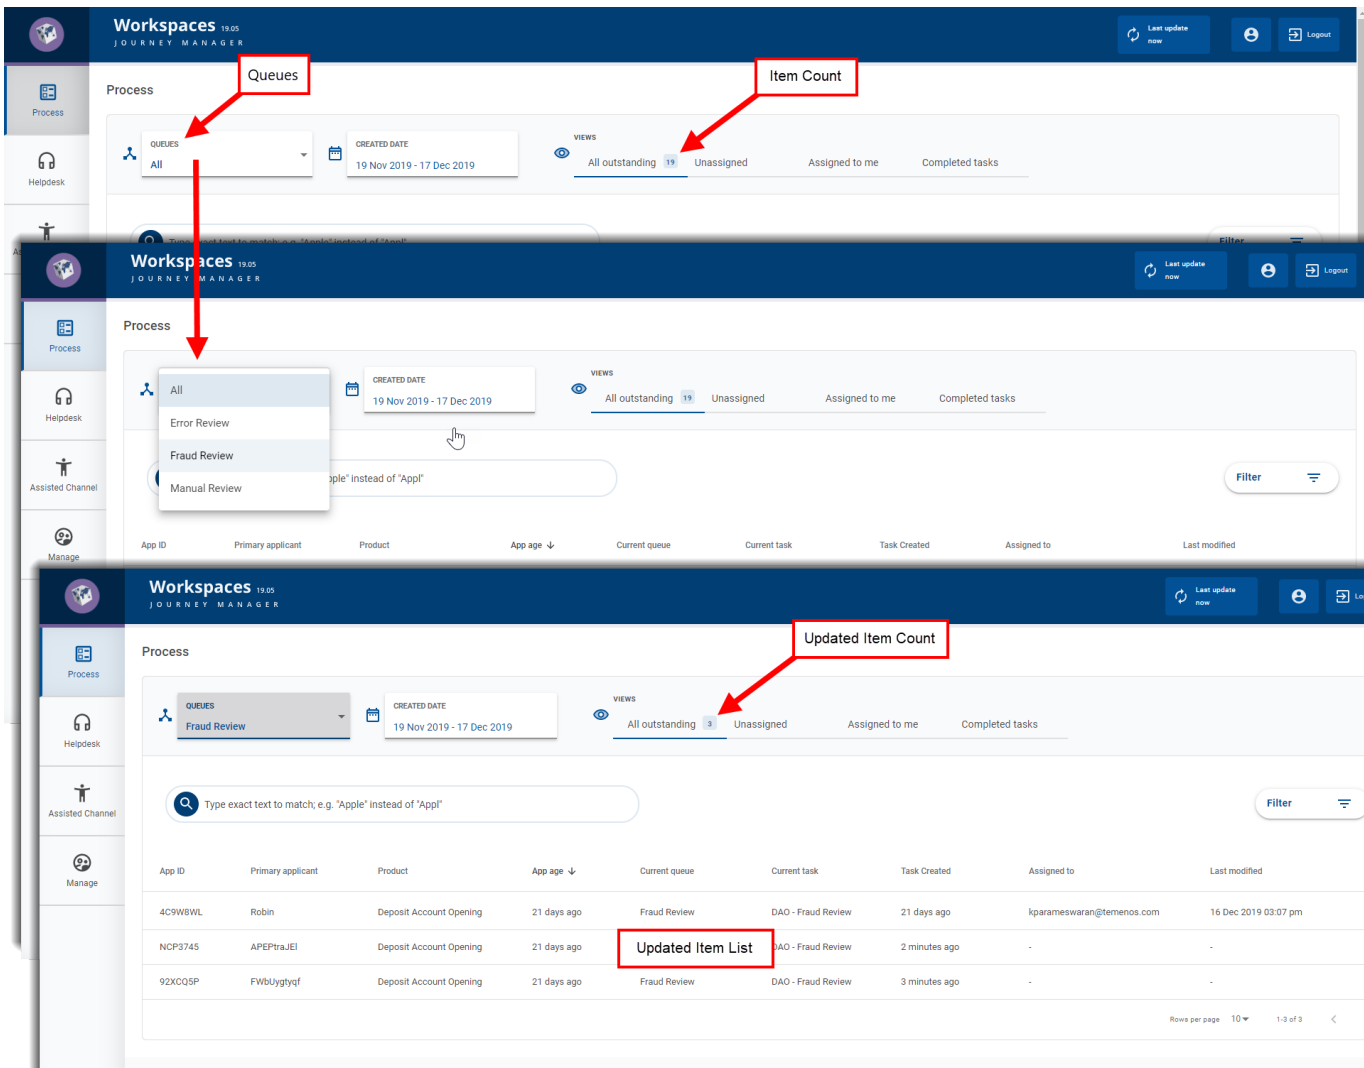 Workspaces 19.05
JOURNEY MANAGER
Last update
now
Logout
Queues
Item Count
Process
Process
QUEUES
All
CREATED DATE
19 Nov 2019 - 17 Dec 2019
VIEWS
All outstanding 19 Unassigned Assigned to me Completed tasks
Helpdesk
Type exact text to match; e.g. "Apple" instead of "Appl"
Filter
Workspaces 19.05
JOURNEY MANAGER
Last update
now
Logout
Process
Process
All
Error Review
Fraud Review
Manual Review
CREATED DATE
19 Nov 2019 - 17 Dec 2019
VIEWS
All outstanding 19 Unassigned Assigned to me Completed tasks
Helpdesk
Assisted Channel
Manage
instead of "Appl"
Filter
App ID Primary applicant Product App age Current queue Current task Task Created Assigned to Last modified
Workspaces 19.05
JOURNEY MANAGER
Last update
now
Updated Item Count
Process
Process
QUEUES
Fraud Review
CREATED DATE
19 Nov 2019 - 17 Dec 2019
VIEWS
All outstanding 3 Unassigned Assigned to me Completed tasks
Helpdesk
Assisted Channel
Manage
Type exact text to match; e.g. "Apple" instead of "Appl"
Filter
App ID Primary applicant Product App age Current queue Current task Task Created Assigned to Last modified
4C9W8WL Robin Deposit Account Opening 21 days ago Fraud Review DAO - Fraud Review 21 days ago kparameswaran@temenos.com 16 Dec 2019 03:07 pm
NCP3745 APEPtraJEl Deposit Account Opening 21 days ago DAO - Fraud Review 2 minutes ago - -
Updated Item List
92XCQ5P FWbUygtyqf Deposit Account Opening 21 days ago Fraud Review DAO - Fraud Review 3 minutes ago - -
Rows per page 10 1-3 of 3